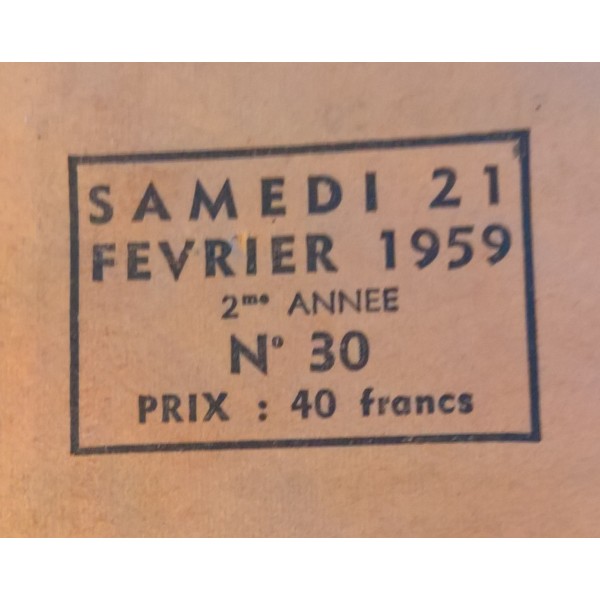 SAMEDI 21
FEVRIER 1959
2me ANNEE
N° 30
PRIX : 40 francs